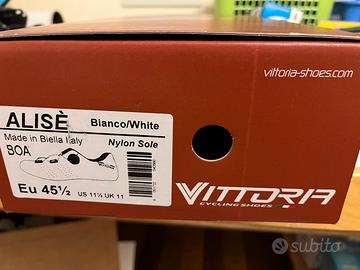 vittoria-shoes.com
ALISÈ
Bianco/White
Made in Biella Italy
Nylon Sole
BOA
Eu 45½
US 11½ UK 11
VITTORIA
CYCLING SHOES
subito